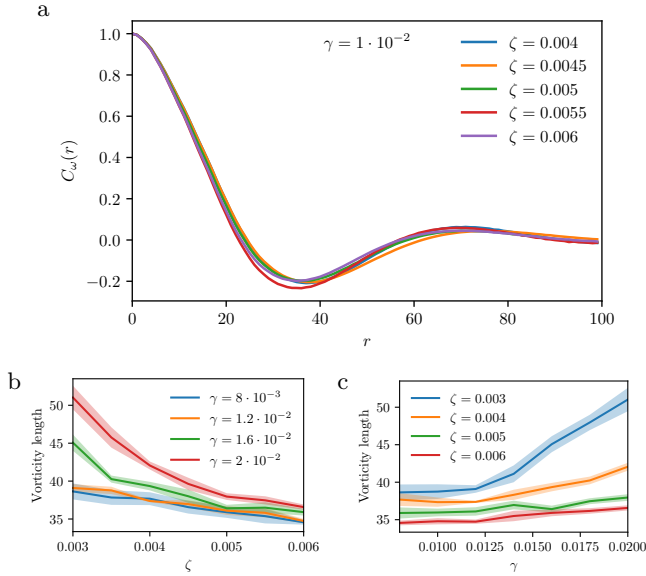 a
γ = 1 · 10⁻²
ζ = 0.004
ζ = 0.0045
ζ = 0.005
ζ = 0.0055
ζ = 0.006
C_ω(r)
1.0
0.8
0.6
0.4
0.2
0.0
−0.2
0 20 40 60 80 100
r
b
Vorticity length
50
45
40
35
γ = 8 · 10⁻³
γ = 1.2 · 10⁻²
γ = 1.6 · 10⁻²
γ = 2 · 10⁻²
0.003 0.004 0.005 0.006
ζ
c
Vorticity length
50
45
40
35
ζ = 0.003
ζ = 0.004
ζ = 0.005
ζ = 0.006
0.0100 0.0125 0.0150 0.0175 0.0200
γ